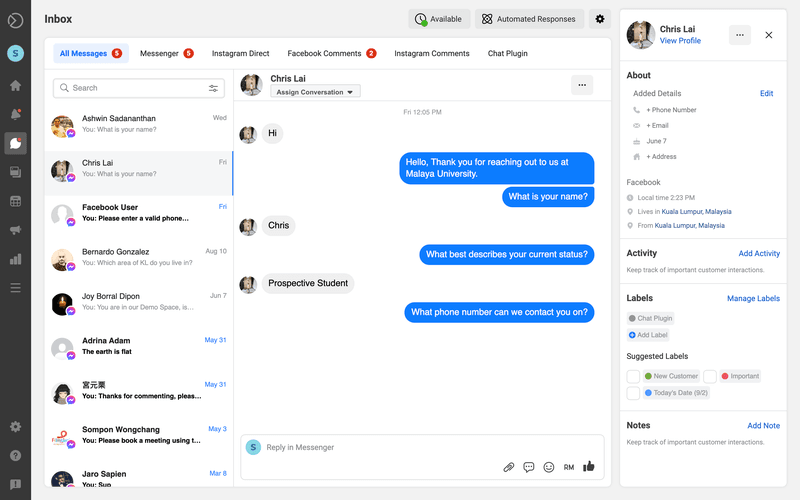 Inbox
Available
Automated Responses
All Messages 5
Messenger 5
Instagram Direct
Facebook Comments 2
Instagram Comments
Chat Plugin
S
Search
Ashwin Sadananthan Wed
You: What is your name?
Chris Lai Fri
You: What is your name?
Facebook User Fri
You: Please enter a valid phone...
Bernardo Gonzalez Aug 10
You: Which area of KL do you live in?
Joy Borral Dipon Jun 7
You: You are in our Demo Space, is...
Adrina Adam May 31
The earth is flat
宮元栗 May 31
You: Thanks for commenting, pleas...
Sompon Wongchang May 3
You: Please book a meeting using t...
Jaro Sapien Mar 8
You: Sup
Chris Lai
Assign Conversation
Fri 12:05 PM
Hi
Hello, Thank you for reaching out to us at
Malaya University.
What is your name?
Chris
What best describes your current status?
Prospective Student
What phone number can we contact you on?
S
Reply in Messenger
RM
Chris Lai
View Profile
About
Added Details Edit
+ Phone Number
+ Email
June 7
+ Address
Facebook
Local time 2:23 PM
Lives in Kuala Lumpur, Malaysia
From Kuala Lumpur, Malaysia
Activity Add Activity
Keep track of important customer interactions.
Labels Manage Labels
Chat Plugin
Add Label
Suggested Labels
New Customer
Important
Today's Date (9/2)
Notes Add Note
Keep track of important customer interactions.